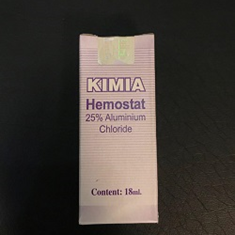 KIMIA
Hemostat
25% Aluminium
Chloride
Content: 18ml.